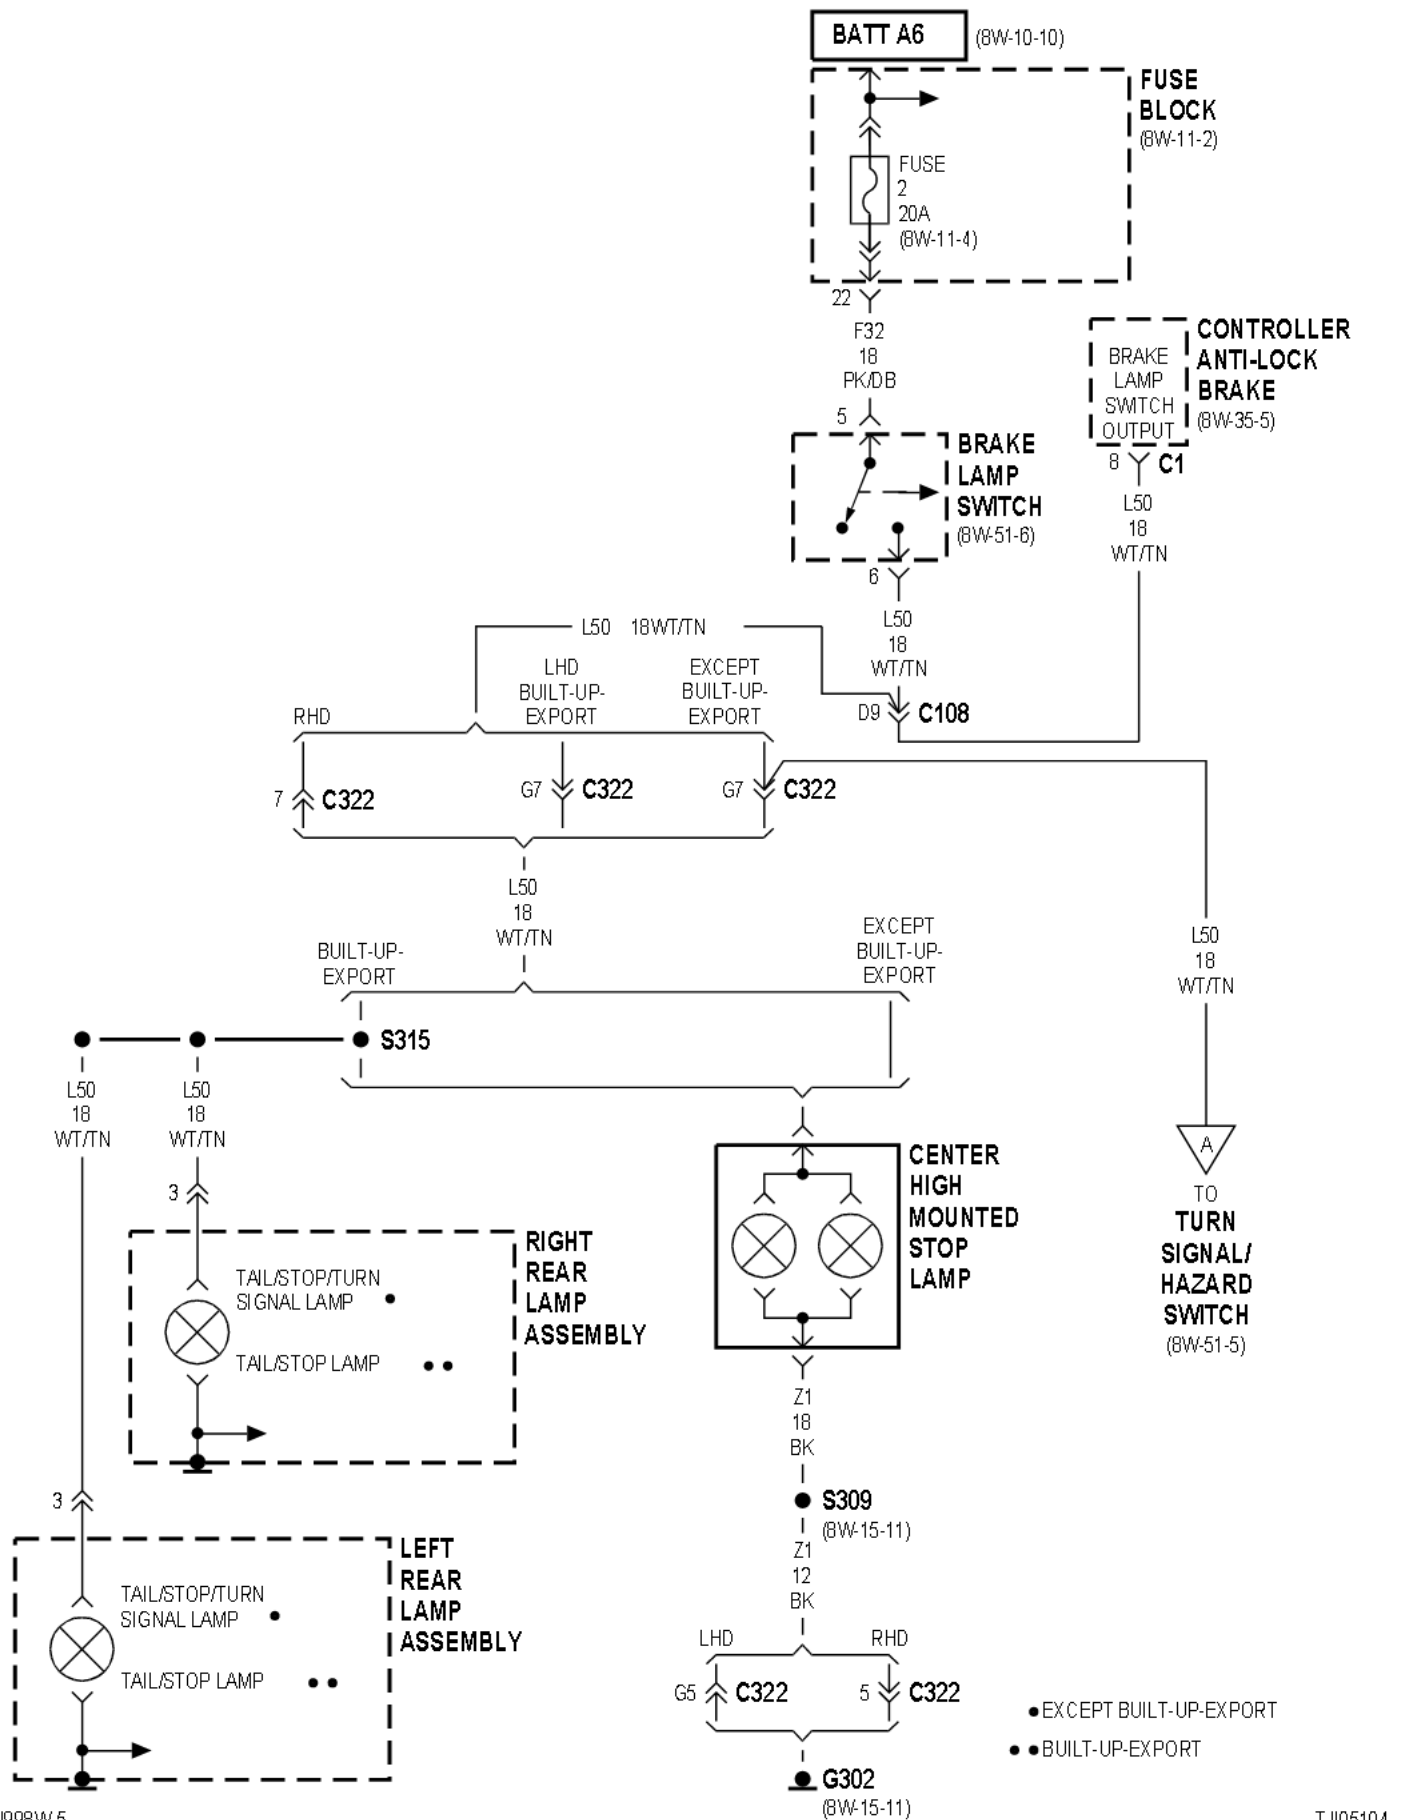 BATT A6 (8W-10-10)
FUSE
BLOCK
(8W-11-2)
FUSE
2
20A
(8W-11-4)
22
F32
18
PK/DB
5
CONTROLLER
ANTI-LOCK
BRAKE
(8W-35-5)
BRAKE
LAMP
SWITCH
OUTPUT
8 C1
L50
18
WT/TN
BRAKE
LAMP
SWITCH
(8W-51-6)
6
L50
18
WT/TN
L50 18WT/TN
D9 C108
RHD
LHD
BUILT-UP-
EXPORT
EXCEPT
BUILT-UP-
EXPORT
7 C322
G7 C322
G7 C322
L50
18
WT/TN
BUILT-UP-
EXPORT
EXCEPT
BUILT-UP-
EXPORT
L50
18
WT/TN
S315
L50
18
WT/TN
L50
18
WT/TN
A
TO
TURN
SIGNAL/
HAZARD
SWITCH
(8W-51-5)
CENTER
HIGH
MOUNTED
STOP
LAMP
3
RIGHT
REAR
LAMP
ASSEMBLY
TAIL/STOP/TURN
SIGNAL LAMP •
TAIL/STOP LAMP ••
Z1
18
BK
S309
(8W-15-11)
Z1
12
BK
3
LEFT
REAR
LAMP
ASSEMBLY
TAIL/STOP/TURN
SIGNAL LAMP •
TAIL/STOP LAMP ••
LHD
RHD
G5 C322
5 C322
G302
(8W-15-11)
• EXCEPT BUILT-UP-EXPORT
•• BUILT-UP-EXPORT